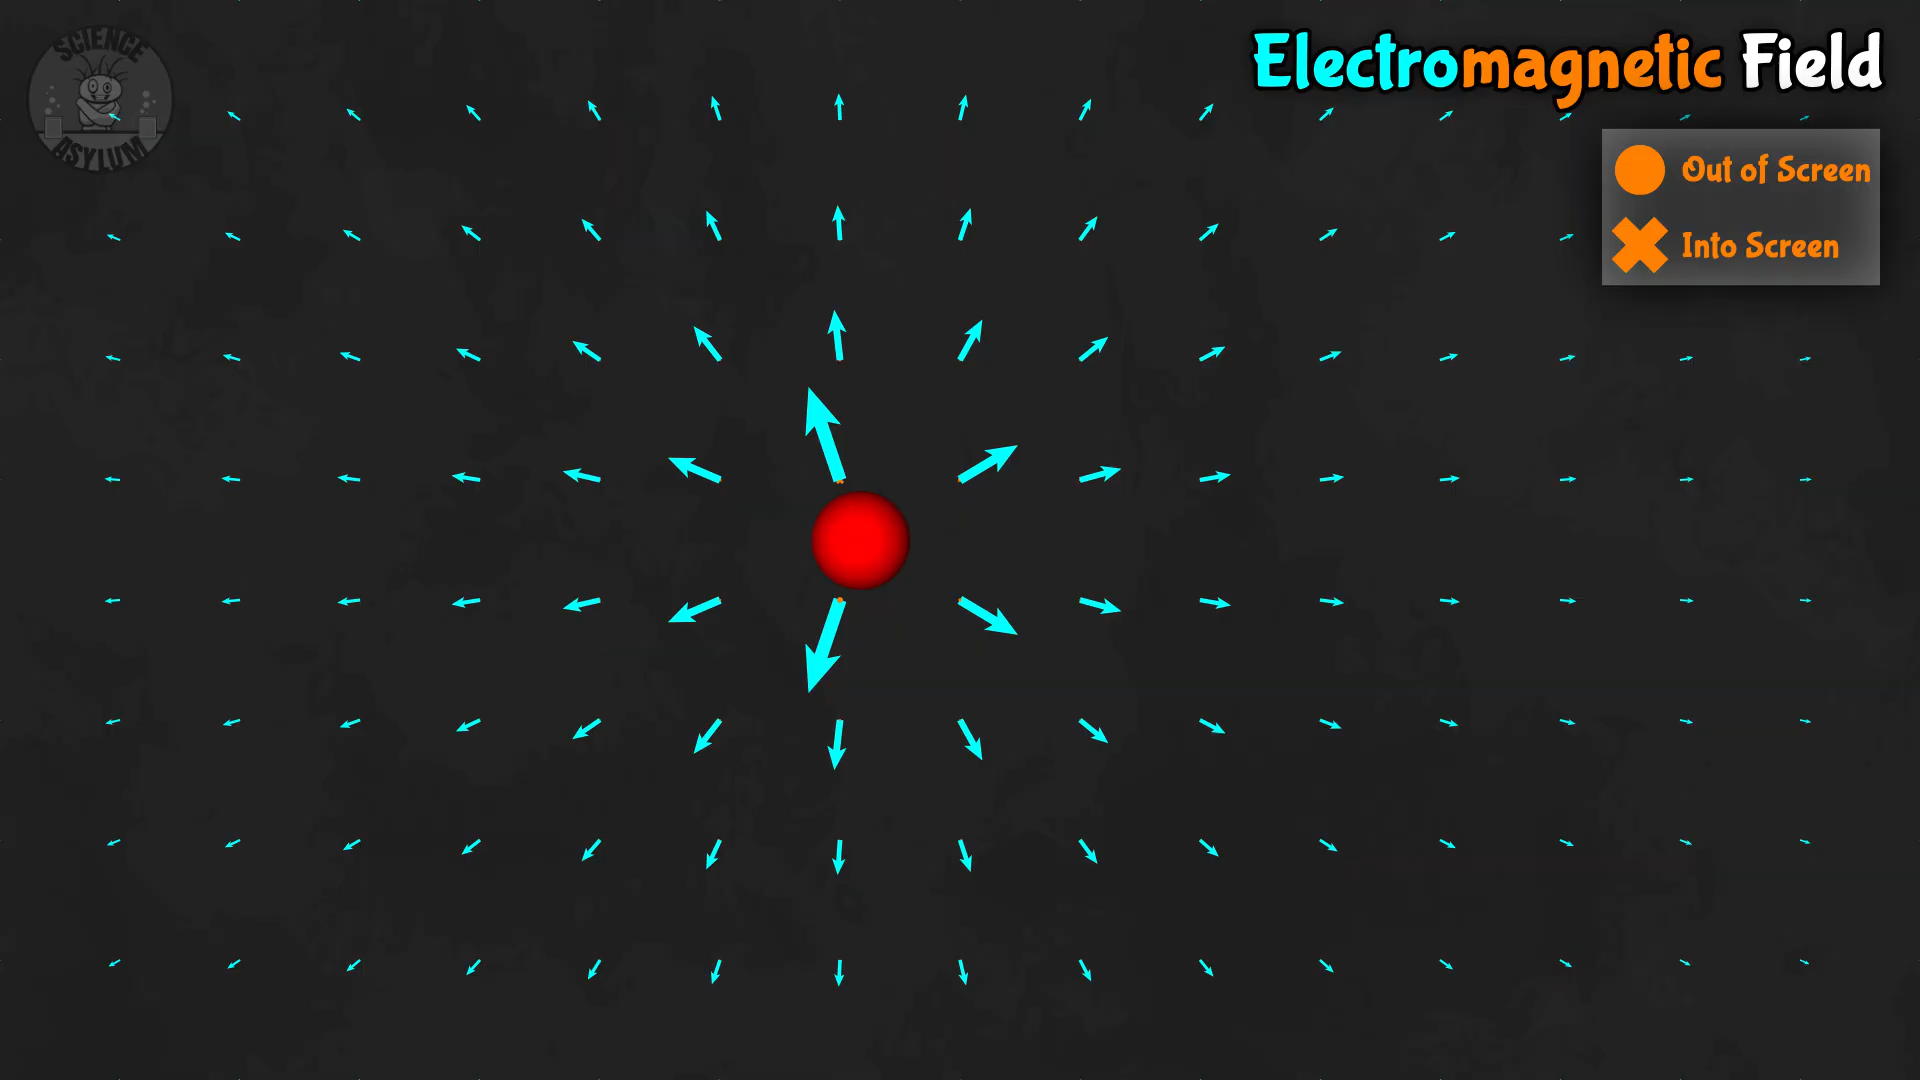 SCIENCE
ASYLUM
Electromagnetic Field
Out of Screen
Into Screen